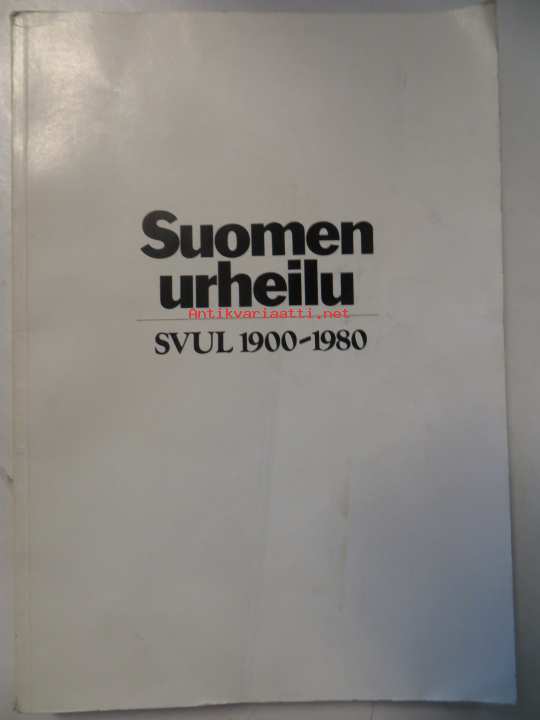 Suomen
urheilu
Antikvariaatti.net
SVUL 1900-1980